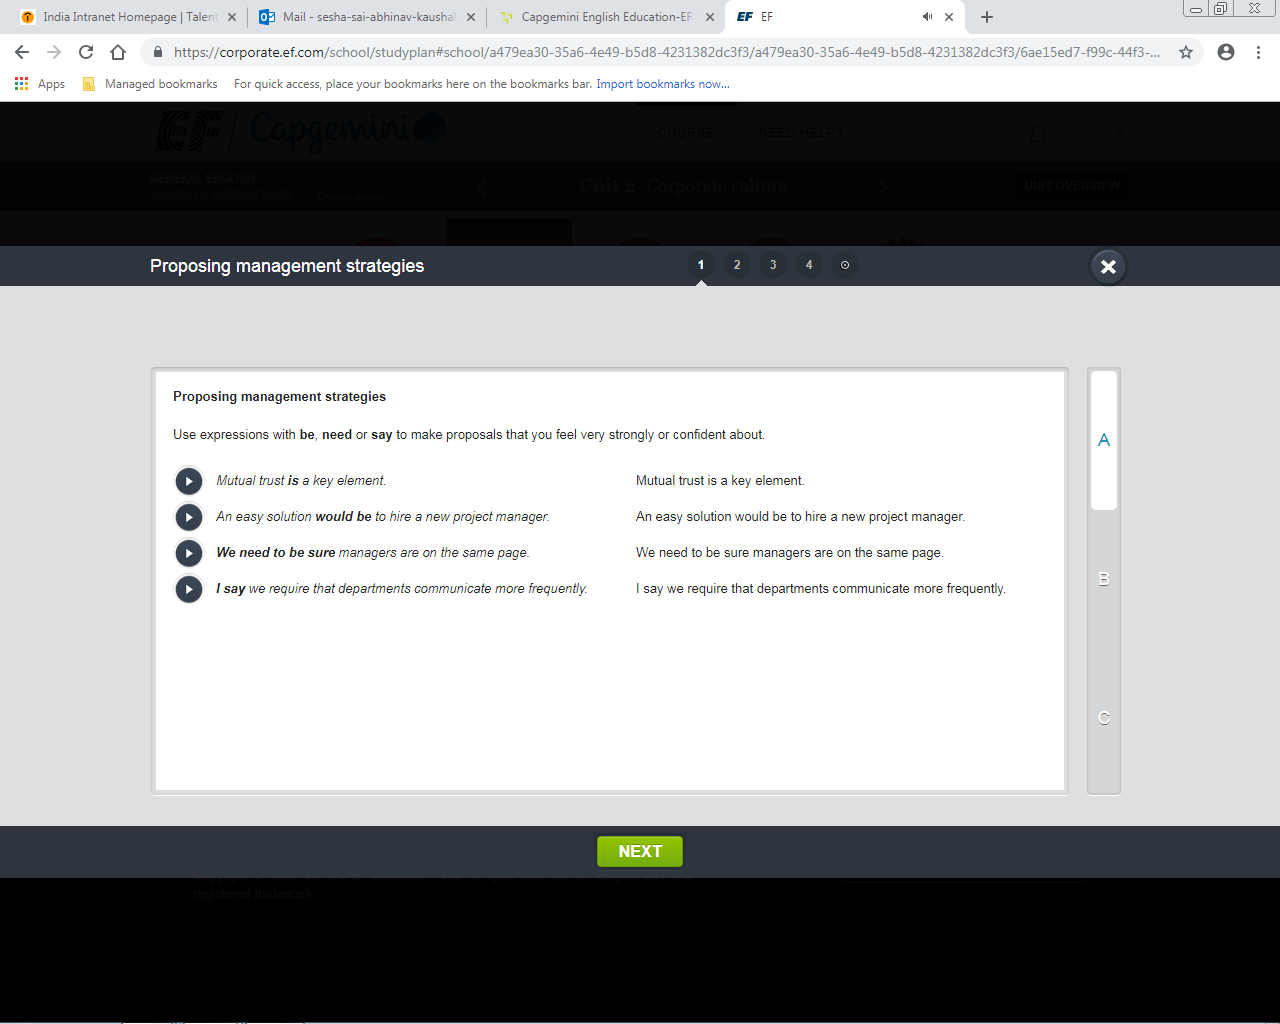 India Intranet Homepage | Talent
Mail - sesha-sai-abhinav-kaushal.
Capgemini English Education-EF
EF EF
https://corporate.ef.com/school/studyplan#school/a479ea30-35a6-4e49-b5d8-4231382dc3f3/a479ea30-35a6-4e49-b5d8-4231382dc3f3/6ae15ed7-f99c-44f3-...
Apps Managed bookmarks For quick access, place your bookmarks here on the bookmarks bar. Import bookmarks now...
EF Capgemini COURSE NEED HELP?
GENERAL ENGLISH
Change course
Unit 2 Corporate culture
UNIT OVERVIEW
Proposing management strategies 1 2 3 4
Proposing management strategies
Use expressions with be, need or say to make proposals that you feel very strongly or confident about.
Mutual trust is a key element. Mutual trust is a key element.
An easy solution would be to hire a new project manager. An easy solution would be to hire a new project manager.
We need to be sure managers are on the same page. We need to be sure managers are on the same page.
I say we require that departments communicate more frequently. I say we require that departments communicate more frequently.
A
B
C
NEXT
registered trademark